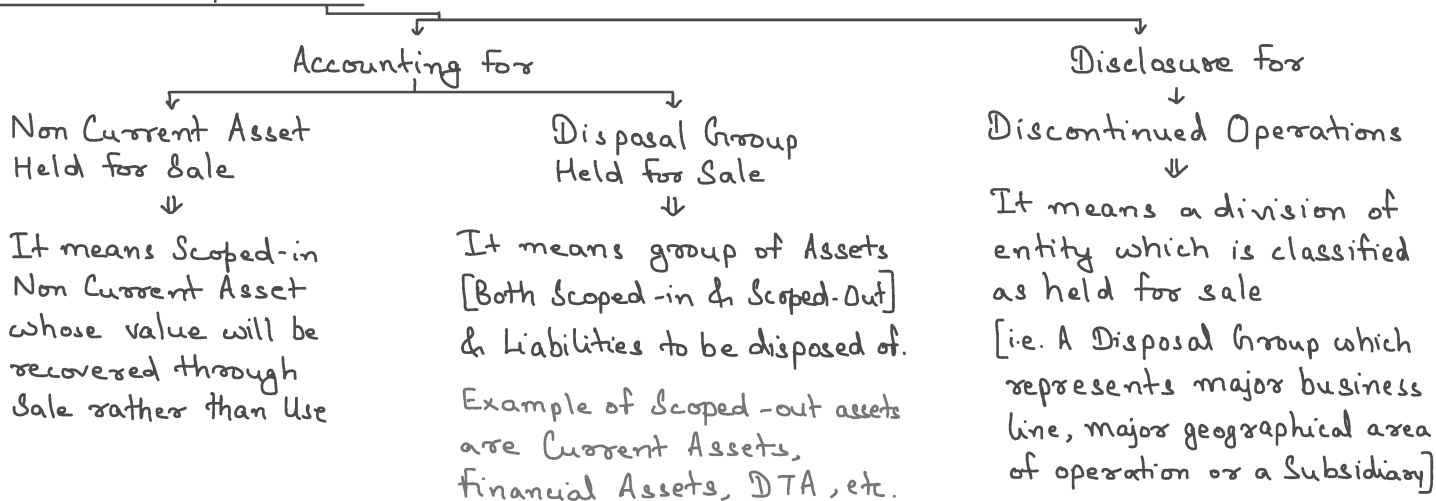 Accounting for
Disclosure for
Non Current Asset
Held for Sale
It means Scoped-in
Non Current Asset
whose value will be
recovered through
Sale rather than Use
Disposal Group
Held for Sale
It means group of Assets
[Both Scoped-in & Scoped-Out]
& Liabilities to be disposed of.
Example of Scoped-out assets
are Current Assets,
Financial Assets, DTA, etc.
Discontinued Operations
It means a division of
entity which is classified
as held for sale
[i.e. A Disposal Group which
represents major business
line, major geographical area
of operation or a Subsidiary]